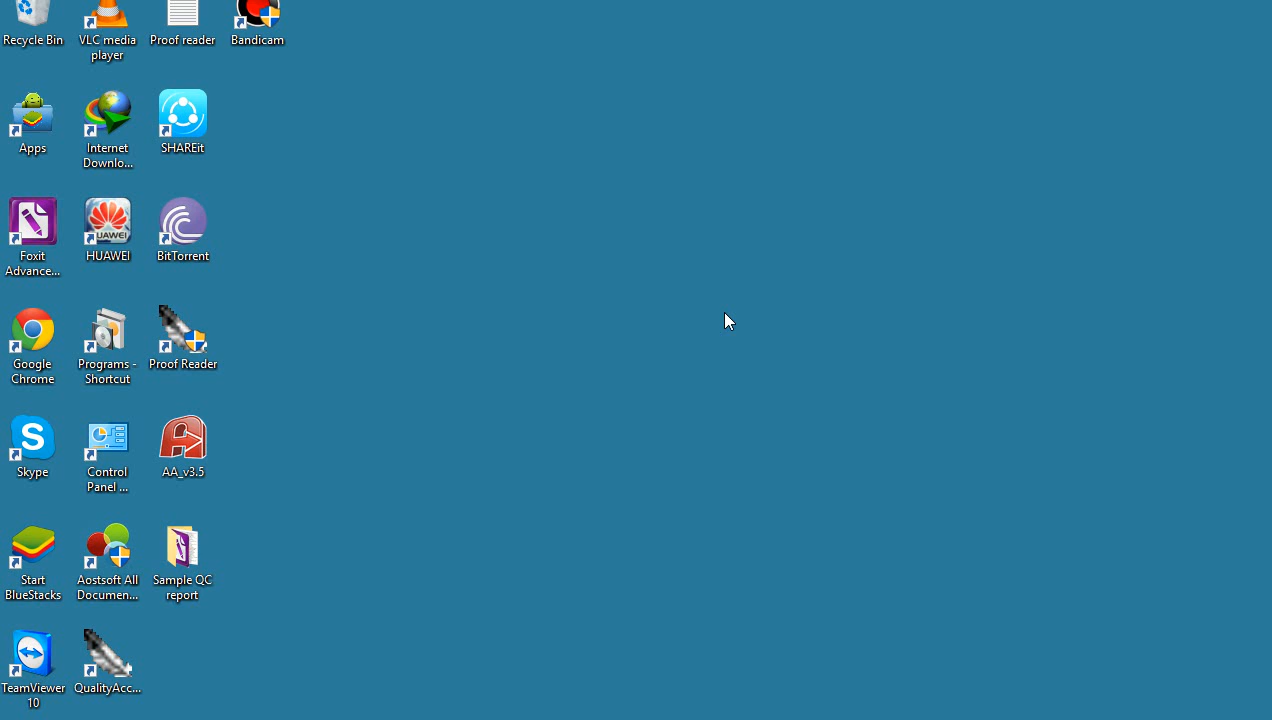 Recycle Bin
VLC media
player
Proof reader
Bandicam
Apps
Internet
Downlo...
SHAREit
Foxit
Advance...
HUAWEI
HUAWEI
BitTorrent
Google
Chrome
Programs -
Shortcut
Proof Reader
S
Skype
Control
Panel ...
A
AA_v3.5
Start
BlueStacks
Aostsoft All
Documen...
Sample QC
report
TeamViewer
10
QualityAcc...